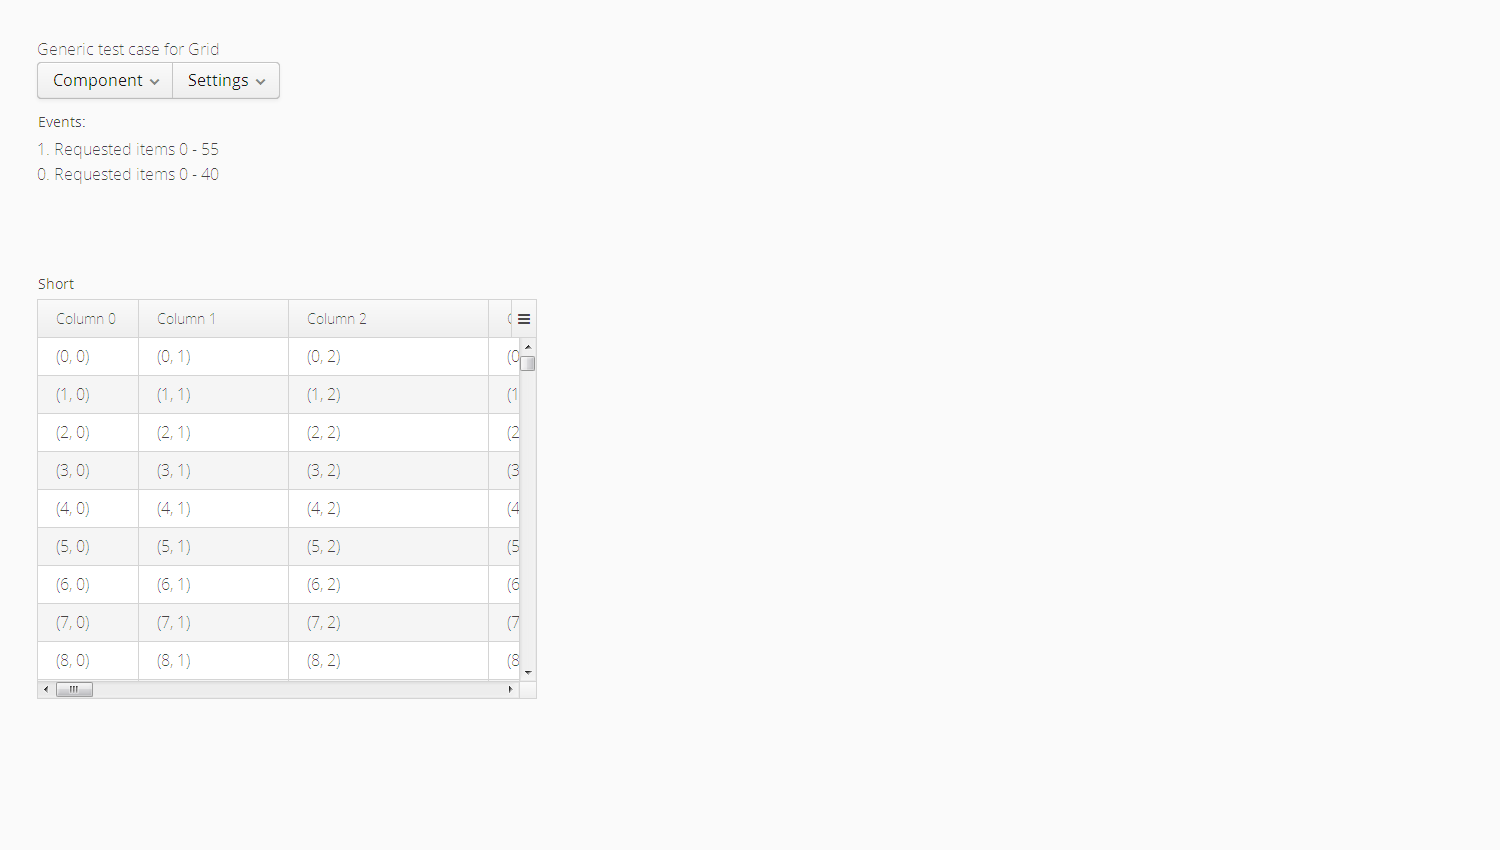 Generic test case for Grid
Component Settings
Events:
1. Requested items 0 - 55
0. Requested items 0 - 40
Short
Column 0 Column 1 Column 2
(0, 0) (0, 1) (0, 2) (0
(1, 0) (1, 1) (1, 2) (1
(2, 0) (2, 1) (2, 2) (2
(3, 0) (3, 1) (3, 2) (3
(4, 0) (4, 1) (4, 2) (4
(5, 0) (5, 1) (5, 2) (5
(6, 0) (6, 1) (6, 2) (6
(7, 0) (7, 1) (7, 2) (7
(8, 0) (8, 1) (8, 2) (8